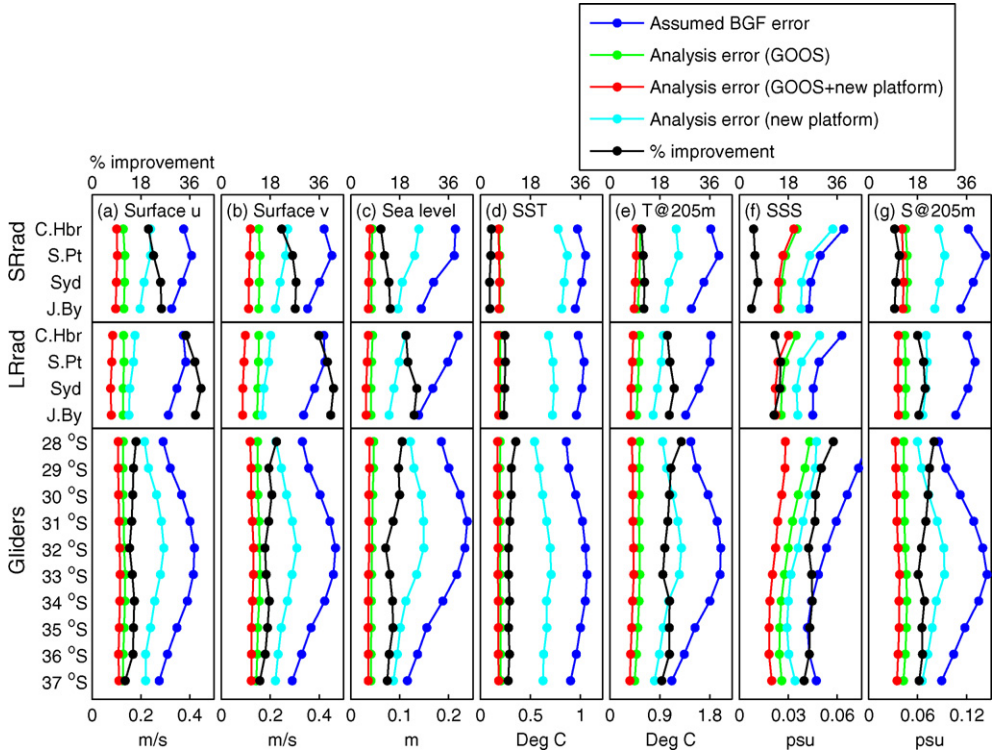 Assumed BGF error
Analysis error (GOOS)
Analysis error (GOOS+new platform)
Analysis error (new platform)
% improvement
% improvement
0 18 36 0 18 36 0 18 36 0 18 36 0 18 36 0 18 36 0 18 36
(a) Surface u (b) Surface v (c) Sea level (d) SST (e) T@205m (f) SSS (g) S@205m
SRrad
C.Hbr
S.Pt
Syd
J.By
LRrad
C.Hbr
S.Pt
Syd
J.By
Gliders
28 °S
29 °S
30 °S
31 °S
32 °S
33 °S
34 °S
35 °S
36 °S
37 °S
0 0.2 0.4 0 0.2 0.4 0 0.1 0.2 0 0.5 1 0 0.9 1.8 0 0.03 0.06 0 0.06 0.12
m/s m/s m Deg C Deg C psu psu